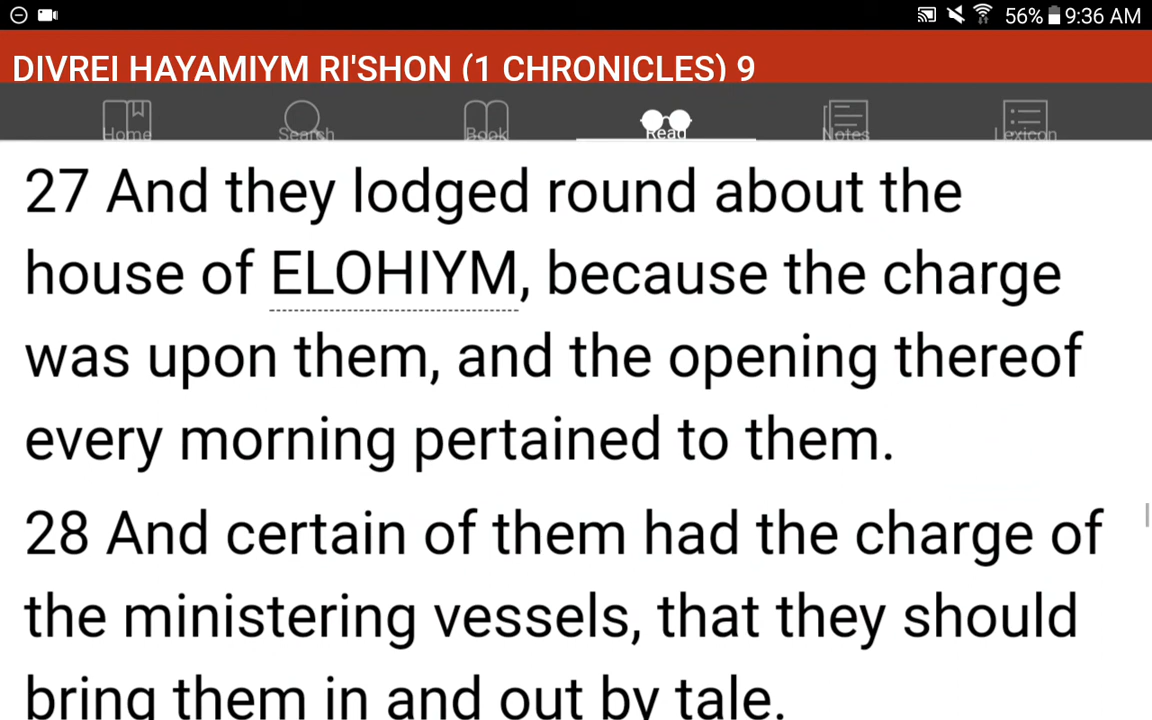 56% 9:36 AM
DIVREI HAYAMIYM RI'SHON (1 CHRONICLES) 9
Home Search Book Read Notes Lexicon
27 And they lodged round about the
house of ELOHIYM, because the charge
was upon them, and the opening thereof
every morning pertained to them.
28 And certain of them had the charge of
the ministering vessels, that they should
bring them in and out by tale.